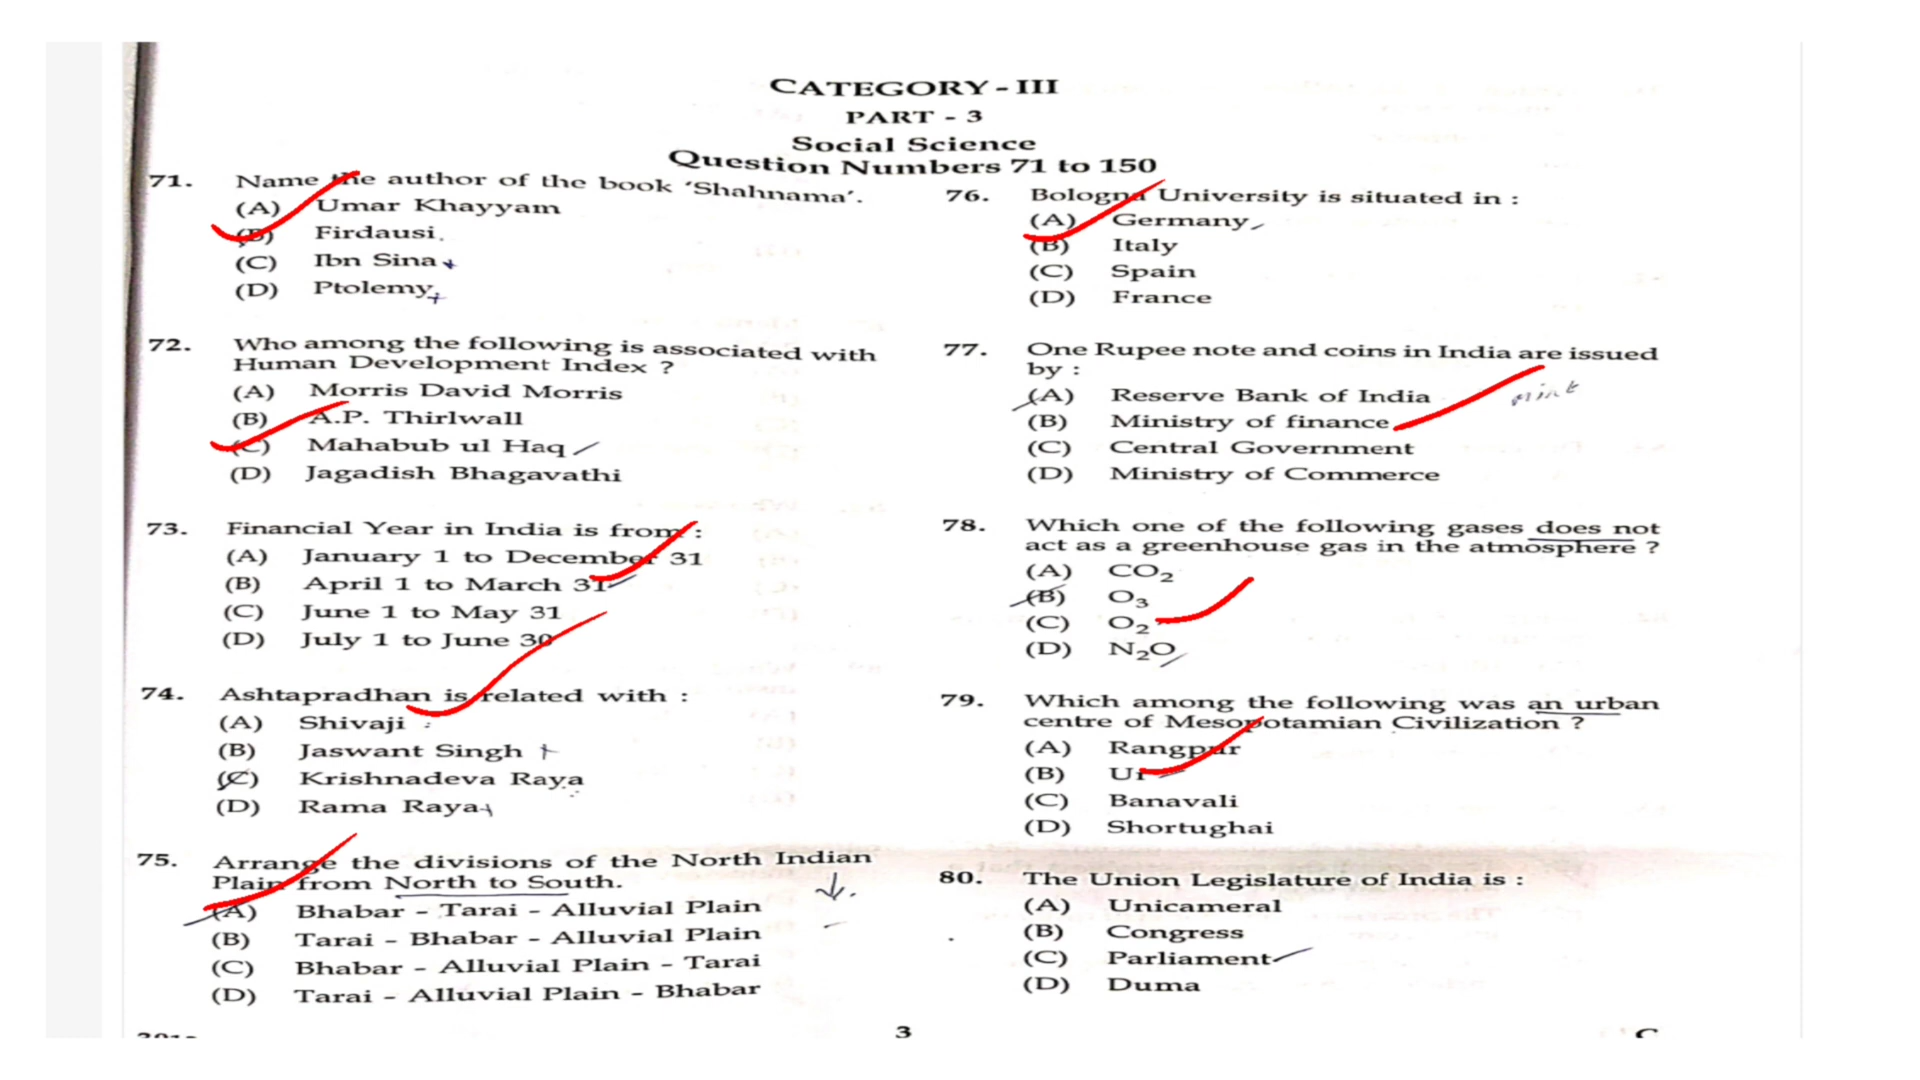 CATEGORY - III
PART - 3
Social Science
Question Numbers 71 to 150
71. Name the author of the book 'Shahnama'.
(A) Umar Khayyam
(B) Firdausi
(C) Ibn Sina
(D) Ptolemy
72. Who among the following is associated with
Human Development Index ?
(A) Morris David Morris
(B) A.P. Thirlwall
(C) Mahabub ul Haq
(D) Jagadish Bhagavathi
73. Financial Year in India is from :
(A) January 1 to December 31
(B) April 1 to March 31
(C) June 1 to May 31
(D) July 1 to June 30
74. Ashtapradhan is related with :
(A) Shivaji
(B) Jaswant Singh
(C) Krishnadeva Raya
(D) Rama Raya
75. Arrange the divisions of the North Indian
Plain from North to South.
(A) Bhabar - Tarai - Alluvial Plain
(B) Tarai - Bhabar - Alluvial Plain
(C) Bhabar - Alluvial Plain - Tarai
(D) Tarai - Alluvial Plain - Bhabar
76. Bologna University is situated in :
(A) Germany
(B) Italy
(C) Spain
(D) France
77. One Rupee note and coins in India are issued
by :
mint
(A) Reserve Bank of India
(B) Ministry of finance
(C) Central Government
(D) Ministry of Commerce
78. Which one of the following gases does not
act as a greenhouse gas in the atmosphere ?
(A) CO₂
(B) O₃
(C) O₂
(D) N₂O
79. Which among the following was an urban
centre of Mesopotamian Civilization ?
(A) Rangpur
(B) Ur
(C) Banavali
(D) Shortughai
80. The Union Legislature of India is :
(A) Unicameral
(B) Congress
(C) Parliament
(D) Duma
3
C